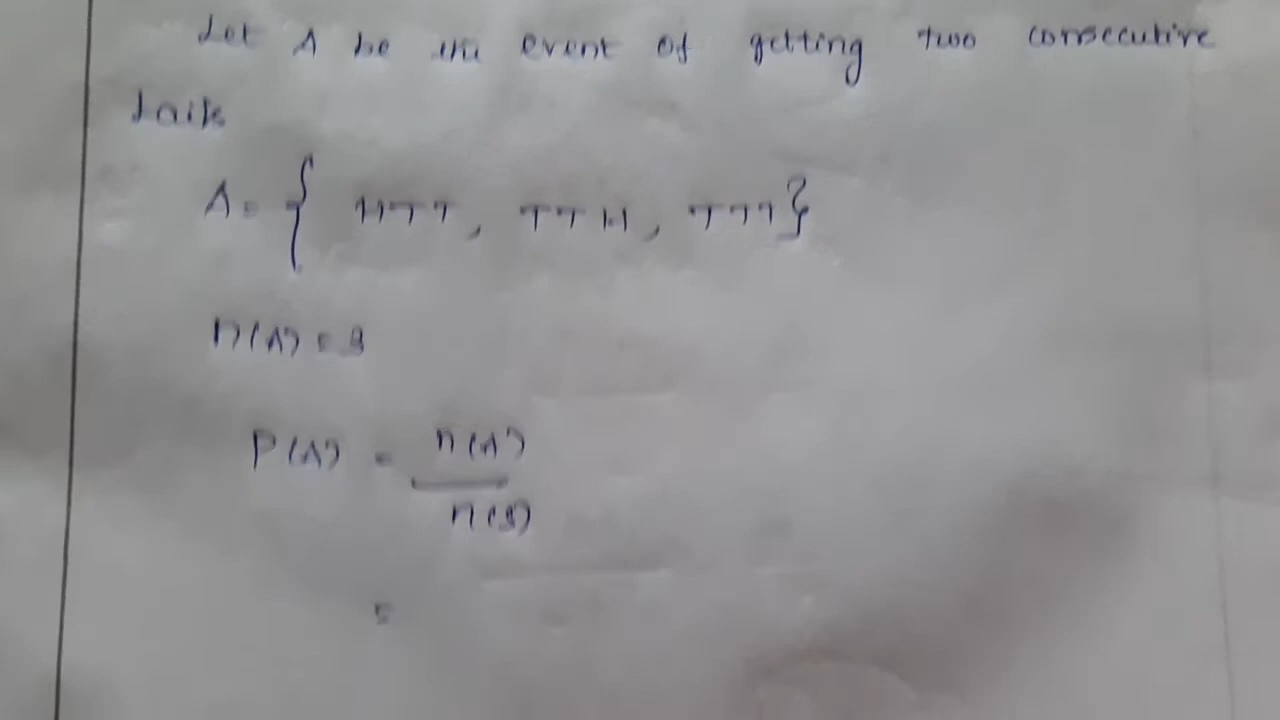 Let A be the event of getting two consecutive
tails
A = { HTT, TTH, TTT}
n(A) = 3
P(A) = n(A)
n(S)
=